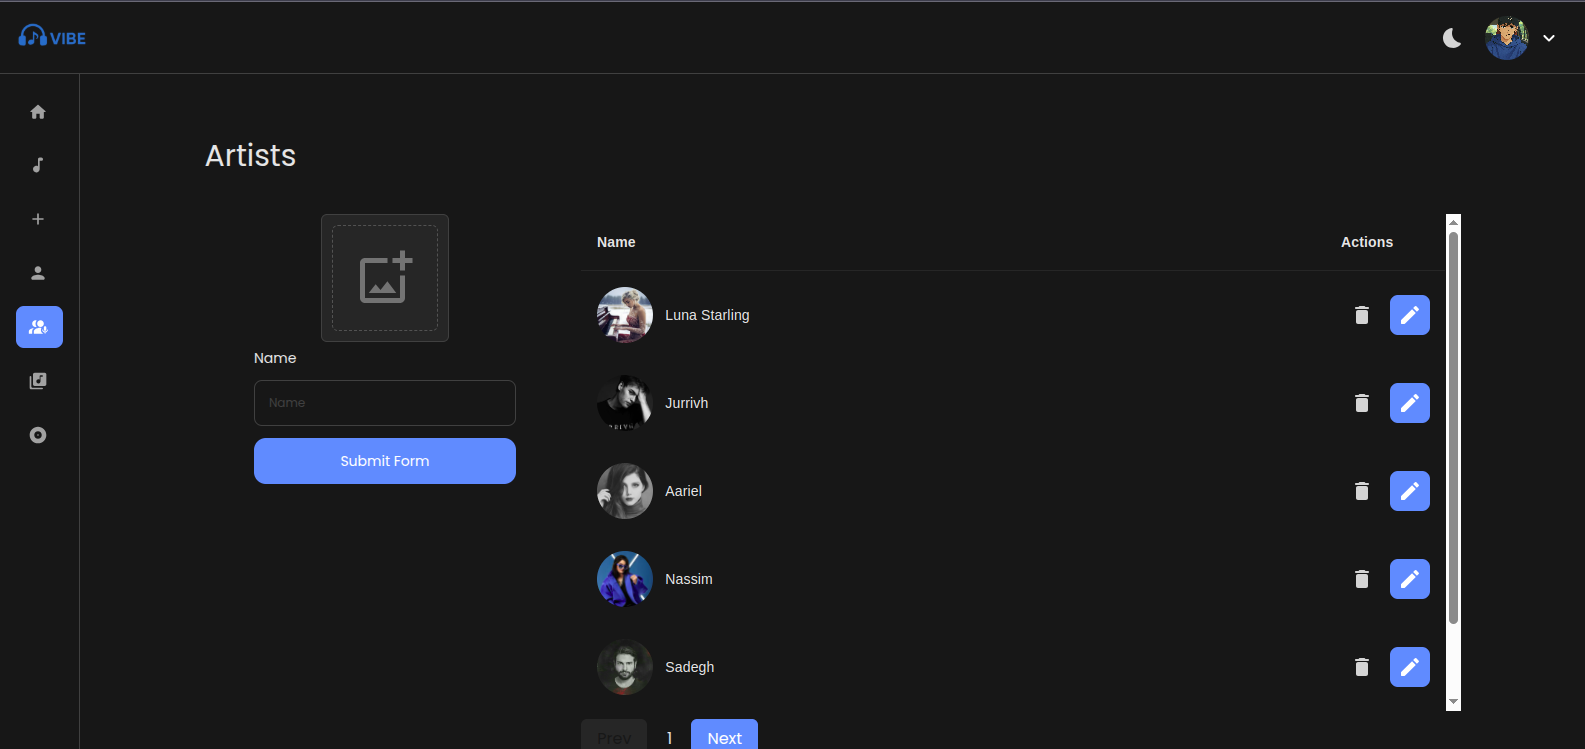 VIBE
Artists
Name
Name
Submit Form
Name Actions
Luna Starling
Jurrivh
Aariel
Nassim
Sadegh
Prev 1 Next